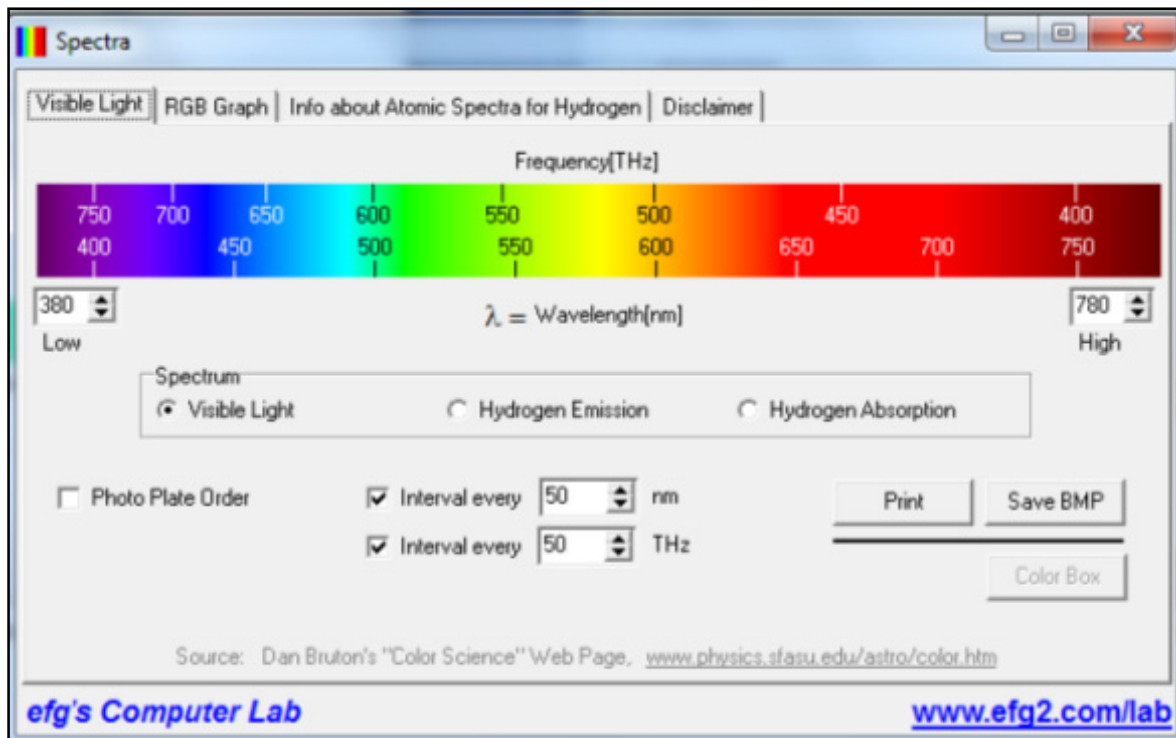 Spectra
Visible Light RGB Graph Info about Atomic Spectra for Hydrogen Disclaimer
Frequency[THz]
750 700 650 600 550 500 450 400
400 450 500 550 600 650 700 750
380 λ = Wavelength[nm] 780
Low High
Spectrum
Visible Light Hydrogen Emission Hydrogen Absorption
Photo Plate Order Interval every 50 nm Print Save BMP
Interval every 50 THz
Color Box
Source: Dan Bruton's "Color Science" Web Page, www.physics.sfasu.edu/astro/color.htm
efg's Computer Lab www.efg2.com/lab